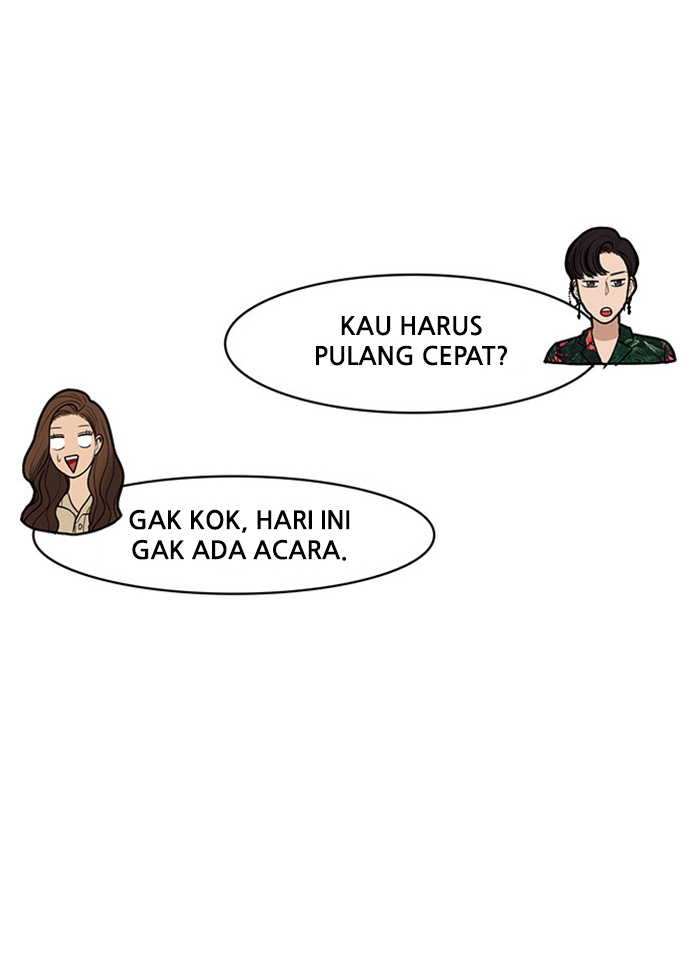 KAU HARUS
PULANG CEPAT?
GAK KOK, HARI INI
GAK ADA ACARA.